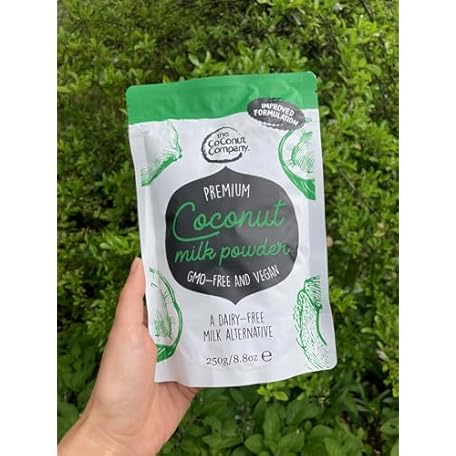 IMPROVED
FORMULATION
the
CoConut
Company.
PREMIUM
Coconut
milk powder
GMO-FREE AND VEGAN
A DAIRY-FREE
MILK ALTERNATIVE
250g/8.8oz ℮